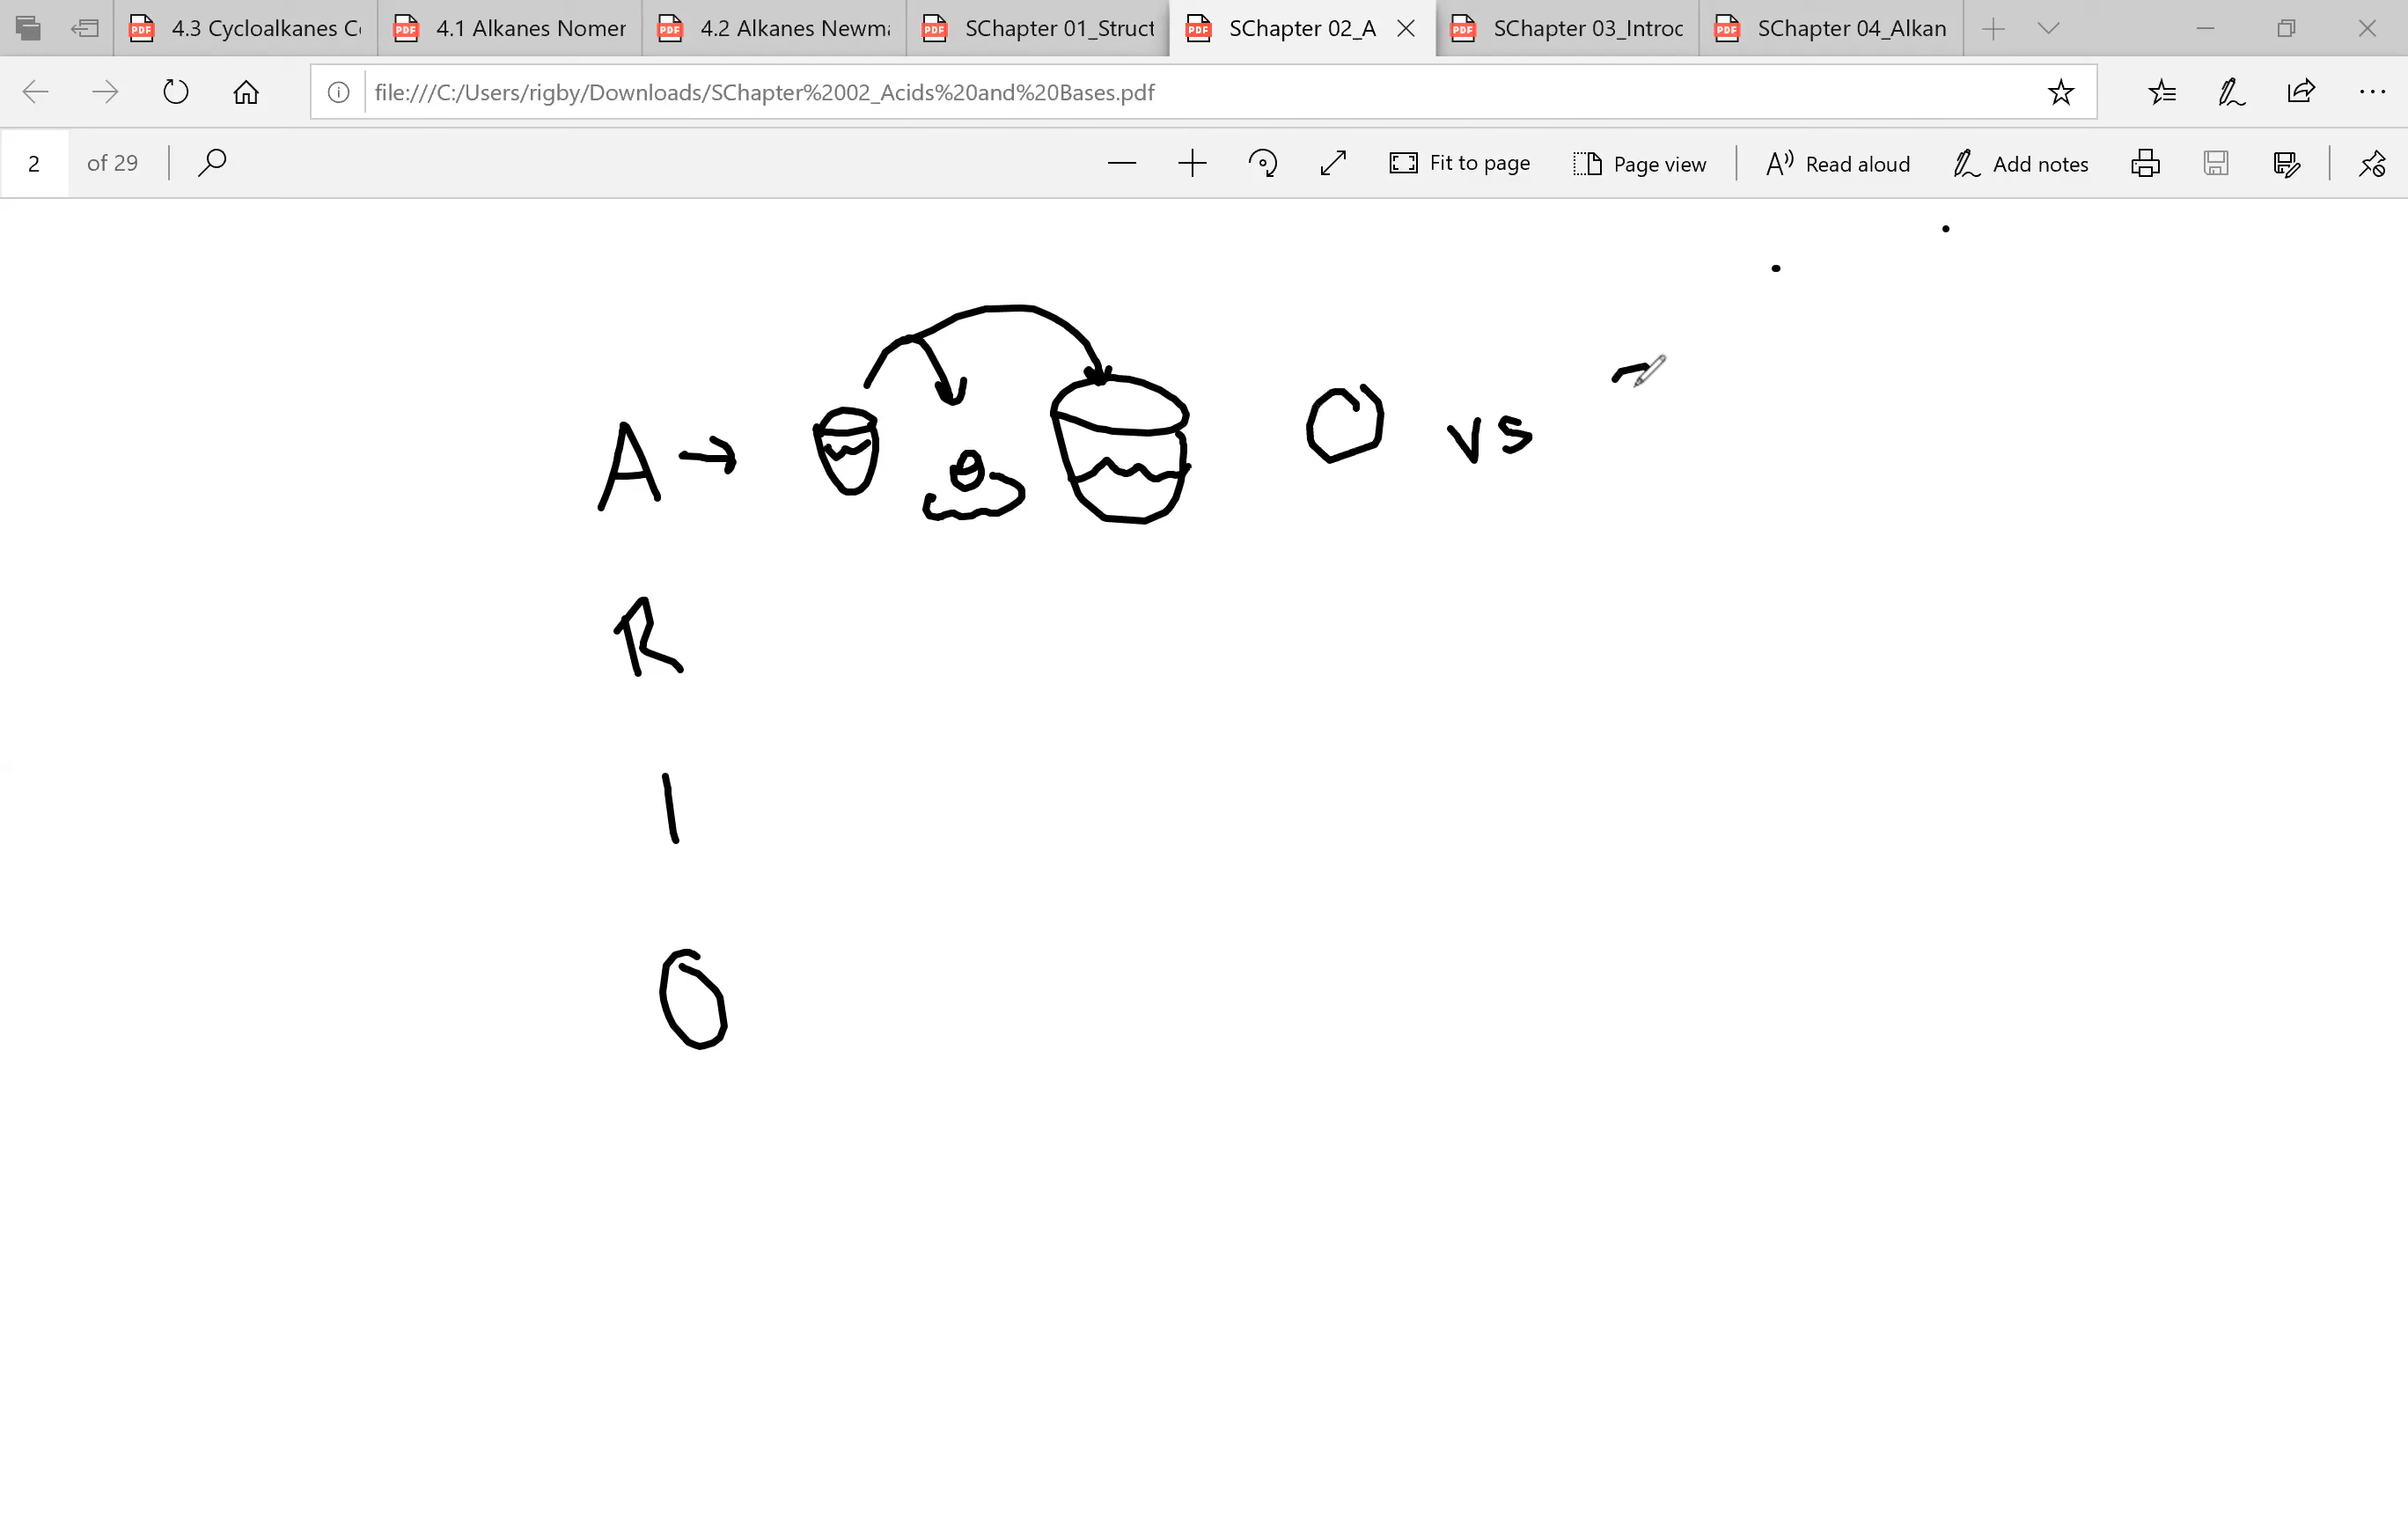 4.3 Cycloalkanes C 4.1 Alkanes Nomer 4.2 Alkanes Newm SChapter 01_Struct SChapter 02_A SChapter 03_Introc SChapter 04_Alkan
file:///C:/Users/rigby/Downloads/SChapter%2002_Acids%20and%20Bases.pdf
2 of 29 Fit to page Page view A Read aloud Add notes
A → O vs
R
I
O